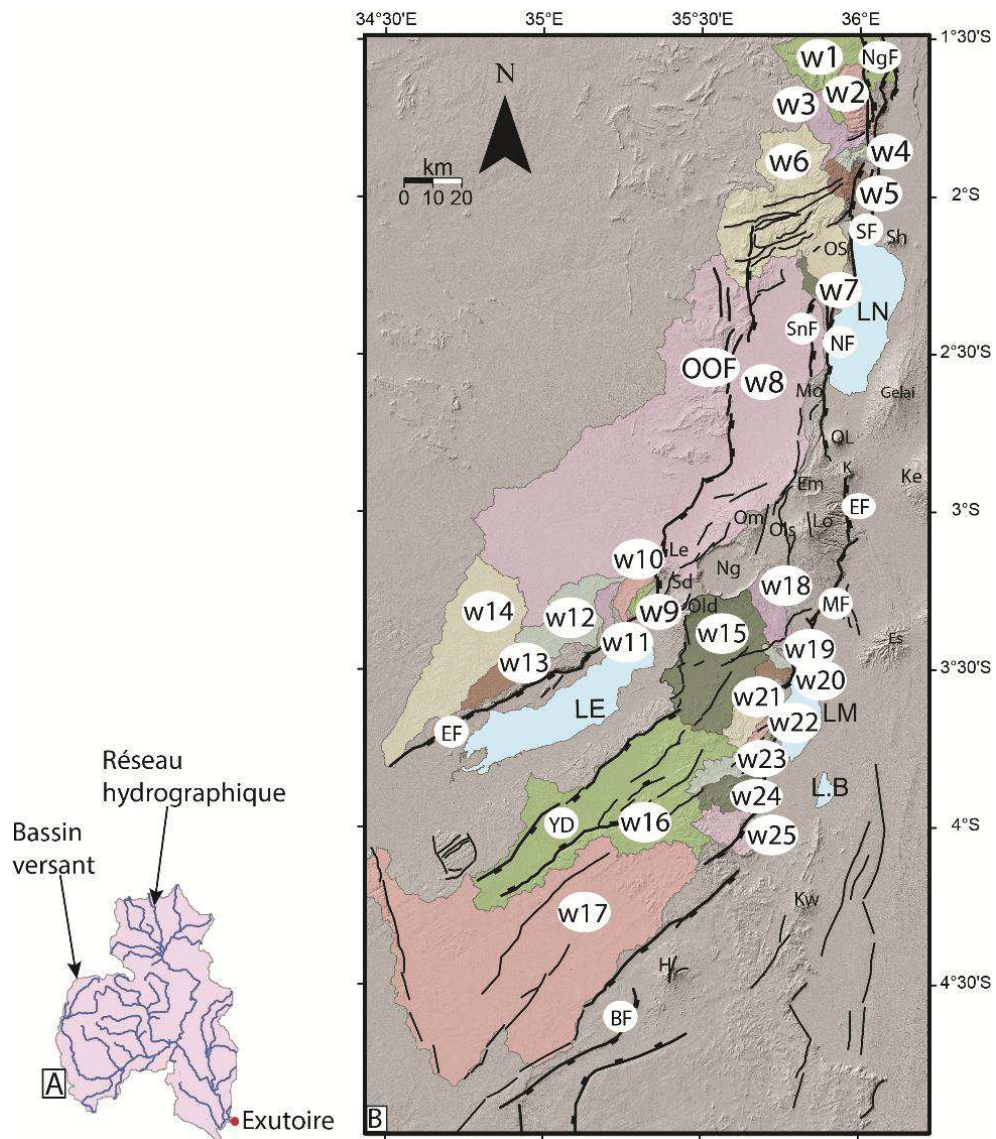 34°30'E 35°E 35°30'E 36°E
1°30'S
w1 NgF
w2
w3
N
w4
w6
km
0 10 20
w5
2°S
SF
Sh
OS
w7
LN
SnF
NF
OOF
w8
2°30'S
Mo
Gelai
OL
K
Ke
Em
EF
3°S
Om
Ols
Lo
Le
w10
Sd
Ng
w18
w14
w12
w9
Old
MF
w15
w11
Es
w19
w13
3°30'S
w20
w21
LE
LM
w22
EF
w23
L.B
Réseau
hydrographique
w24
YD
w16
4°S
w25
Bassin
versant
Kw
w17
H
4°30'S
BF
A
B
Exutoire